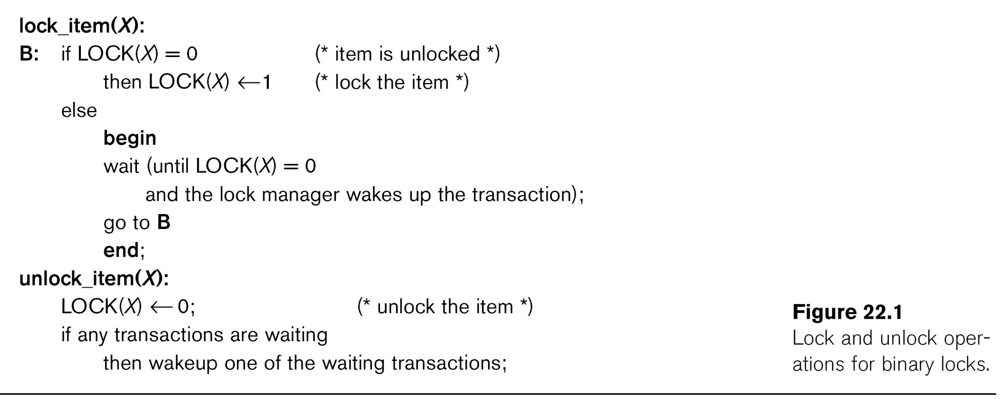 lock_item(X):
B: if LOCK(X) = 0 (* item is unlocked *)
then LOCK(X) ←1 (* lock the item *)
else
begin
wait (until LOCK(X) = 0
and the lock manager wakes up the transaction);
go to B
end;
unlock_item(X):
LOCK(X) ← 0; (* unlock the item *)
if any transactions are waiting
then wakeup one of the waiting transactions;
Figure 22.1
Lock and unlock oper-
ations for binary locks.